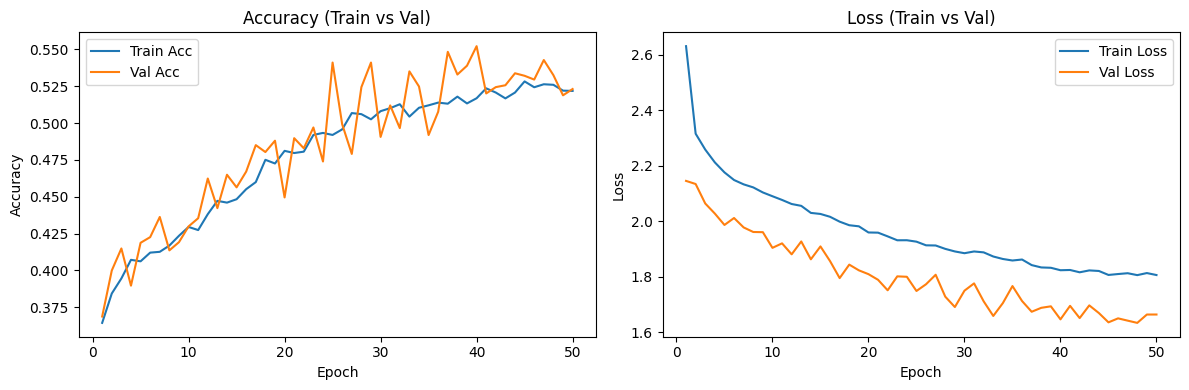 Accuracy (Train vs Val)
Train Acc
Val Acc
0.550
0.525
0.500
0.475
0.450
0.425
0.400
0.375
Accuracy
0 10 20 30 40 50
Epoch
Loss (Train vs Val)
Train Loss
Val Loss
2.6
2.4
2.2
2.0
1.8
1.6
Loss
0 10 20 30 40 50
Epoch